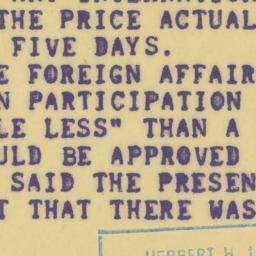 THE PRICE ACTUAL
FIVE DAYS.
E FOREIGN AFFAIR
N PARTICIPATION
LE LESS" THAN A
ULD BE APPROVED
SAID THE PRESEN
T THAT THERE WAS
HERBERT H. L